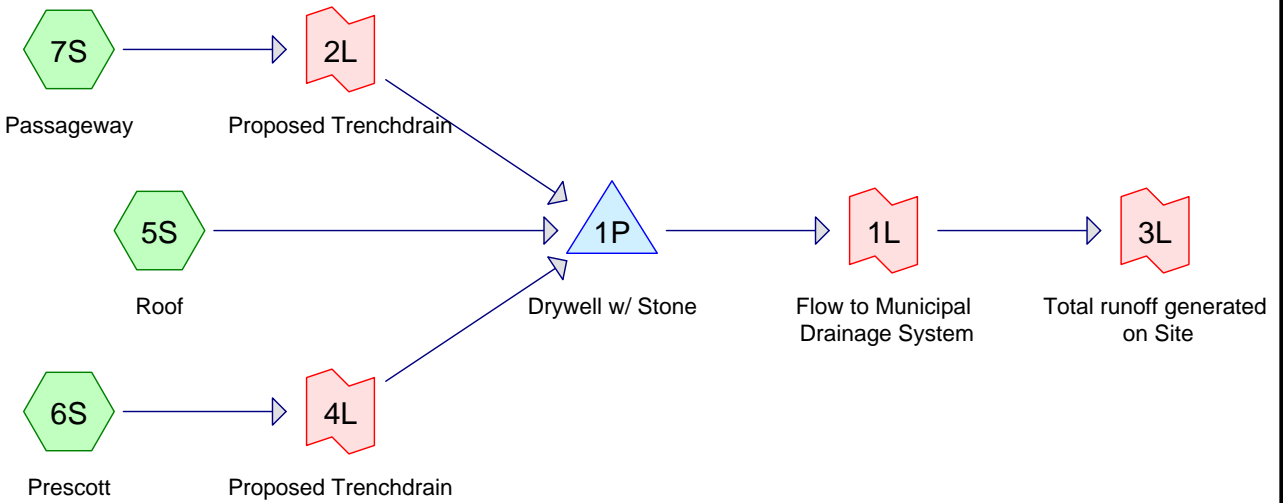 7S
2L
Passageway
Proposed Trenchdrain
5S
1P
1L
3L
Roof
Drywell w/ Stone
Flow to Municipal
Drainage System
Total runoff generated
on Site
6S
4L
Prescott
Proposed Trenchdrain